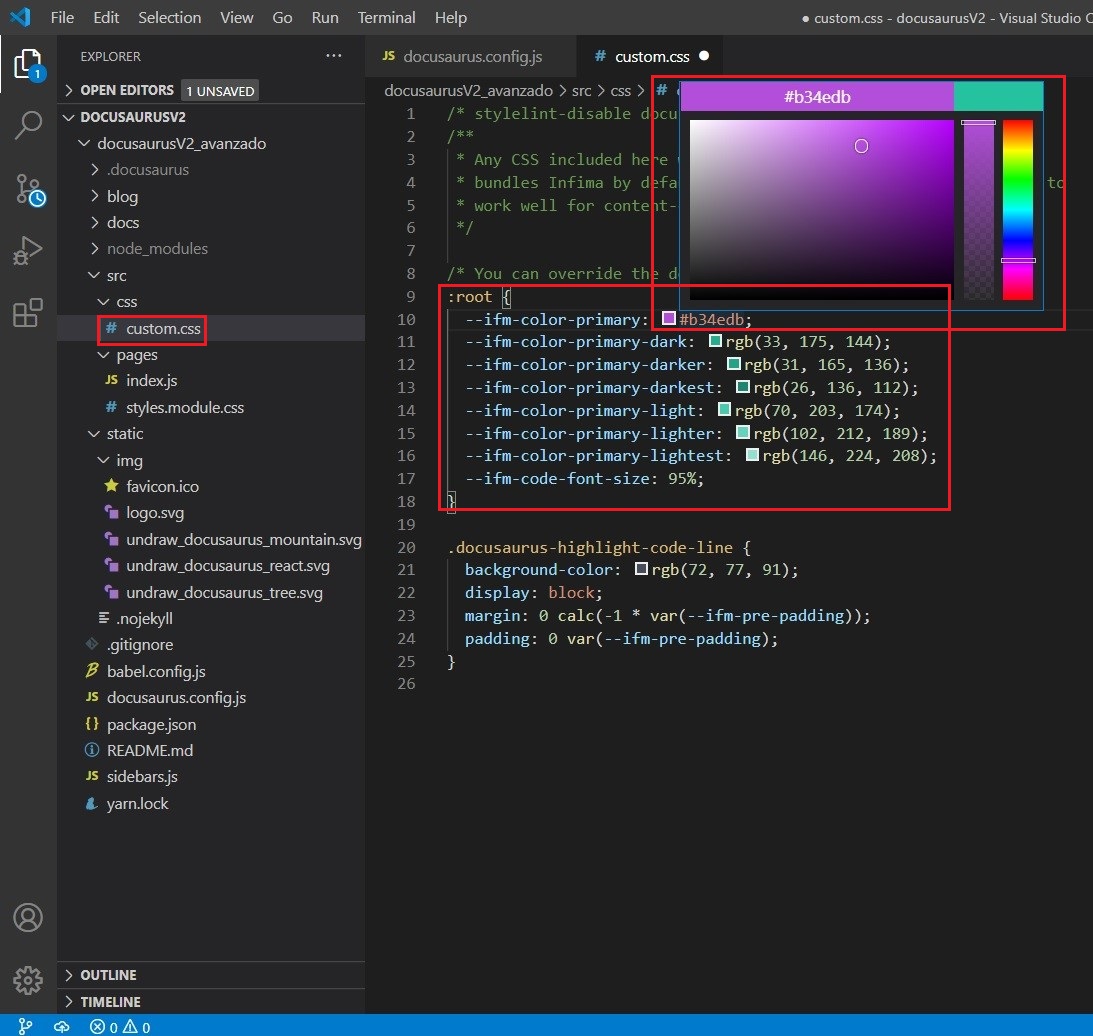 File Edit Selection View Go Run Terminal Help
● custom.css - docusaurusV2 - Visual Studio C
EXPLORER ···
OPEN EDITORS 1 UNSAVED
DOCUSAURUSV2
docusaurusV2_avanzado
.docusaurus
blog
docs
node_modules
src
css
# custom.css
pages
JS index.js
# styles.module.css
static
img
favicon.ico
logo.svg
undraw_docusaurus_mountain.svg
undraw_docusaurus_react.svg
undraw_docusaurus_tree.svg
.nojekyll
.gitignore
babel.config.js
JS docusaurus.config.js
{} package.json
README.md
JS sidebars.js
yarn.lock
OUTLINE
TIMELINE
0 0
1
JS docusaurus.config.js
# custom.css ●
docusaurusV2_avanzado > src > css > #
#b34edb
1 /* stylelint-disable docu
2 /**
3 * Any CSS included here
4 * bundles Infima by defa to
5 * work well for content-
6 */
7
8 /* You can override the d
9 :root {
10 --ifm-color-primary: #b34edb;
11 --ifm-color-primary-dark: rgb(33, 175, 144);
12 --ifm-color-primary-darker: rgb(31, 165, 136);
13 --ifm-color-primary-darkest: rgb(26, 136, 112);
14 --ifm-color-primary-light: rgb(70, 203, 174);
15 --ifm-color-primary-lighter: rgb(102, 212, 189);
16 --ifm-color-primary-lightest: rgb(146, 224, 208);
17 --ifm-code-font-size: 95%;
18 }
19
20 .docusaurus-highlight-code-line {
21 background-color: rgb(72, 77, 91);
22 display: block;
23 margin: 0 calc(-1 * var(--ifm-pre-padding));
24 padding: 0 var(--ifm-pre-padding);
25 }
26